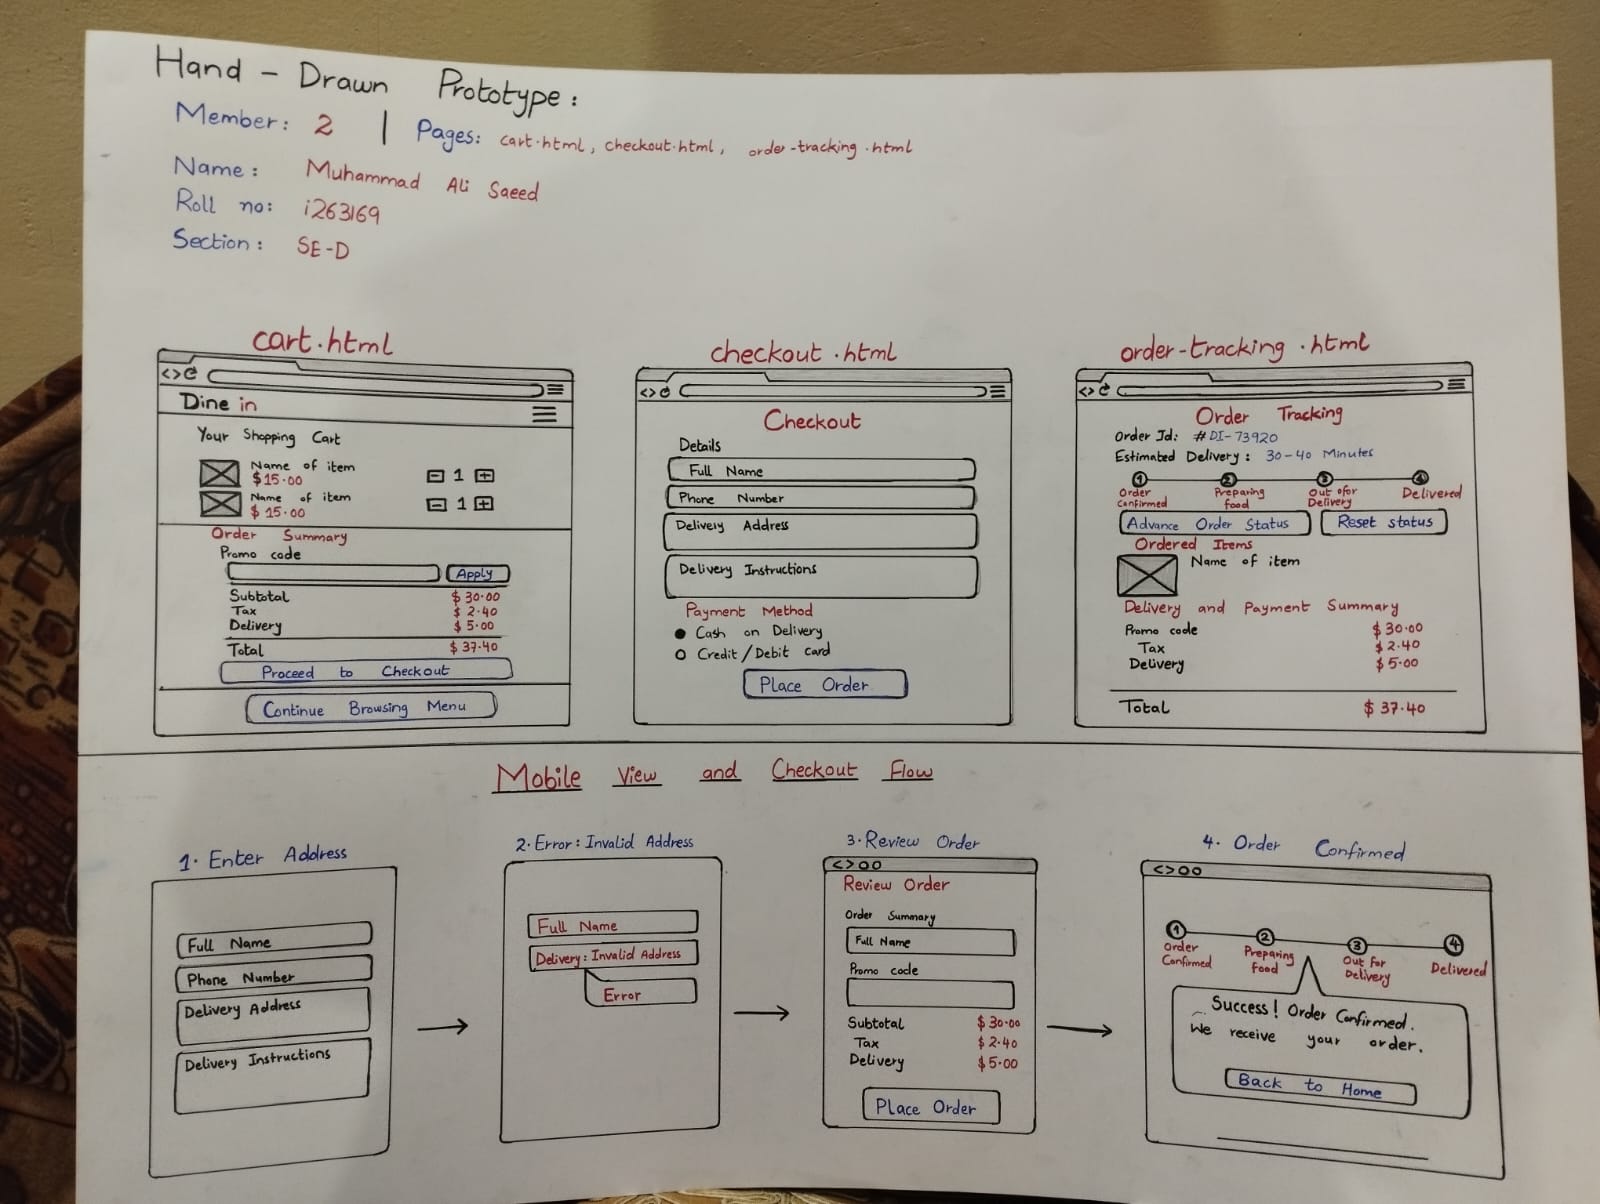 Hand - Drawn Prototype:
Member: 2 | Pages: cart.html, checkout.html, order-tracking.html
Name: Muhammad Ali Saeed
Roll no: i263169
Section: SE-D
cart.html
Dine in
Your Shopping Cart
Name of item
$15.00
- 1 +
Name of item
$15.00
- 1 +
Order Summary
Promo code
Apply
Subtotal $30.00
Tax $2.40
Delivery $5.00
Total $37.40
Proceed to Checkout
Continue Browsing Menu
checkout.html
Checkout
Details
Full Name
Phone Number
Delivery Address
Delivery Instructions
Payment Method
Cash on Delivery
Credit/Debit card
Place Order
order-tracking.html
Order Tracking
Order Id: #DI-73920
Estimated Delivery: 30-40 Minutes
1 2 3 4
Order Confirmed
Preparing food
Out ofor Delivery
Delivered
Advance Order Status
Reset status
Ordered Items
Name of item
Delivery and Payment Summary
Promo code $30.00
Tax $2.40
Delivery $5.00
Total $37.40
Mobile View and Checkout Flow
1. Enter Address
Full Name
Phone Number
Delivery Address
Delivery Instructions
2. Error: Invalid Address
Full Name
Delivery: Invalid Address
Error
3. Review Order
Review Order
Order Summary
Full Name
Promo code
Subtotal $30.00
Tax $2.40
Delivery $5.00
Place Order
4. Order Confirmed
1 2 3 4
Order Confirmed
Preparing food
Out for Delivery
Delivered
Success! Order Confirmed.
We receive your order.
Back to Home